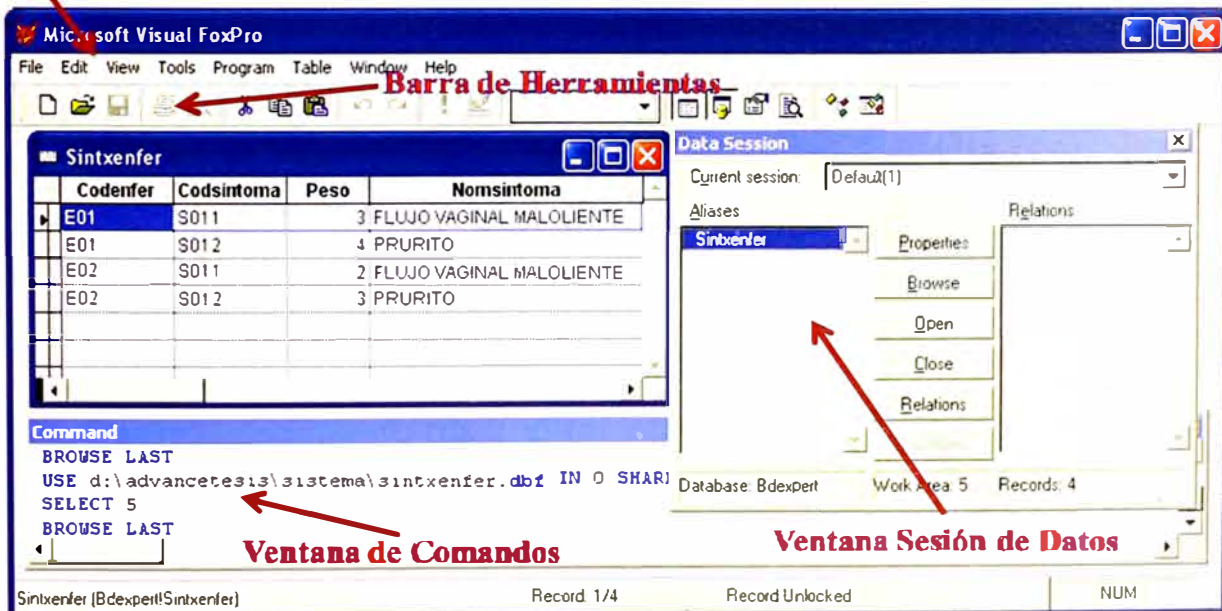 Microsoft Visual FoxPro
File Edit View Tools Program Table Window Help
Barra de Herramientas
Sintxenfer
Codenfer Codsintoma Peso Nomsintoma
E01 S011 3 FLUJO VAGINAL MALOLIENTE
E01 S012 4 PRURITO
E02 S011 2 FLUJO VAGINAL MALOLIENTE
E02 S012 3 PRURITO
Data Session
Current session: Default(1)
Aliases
Relations
Sintxenfer
Properties
Browse
Open
Close
Relations
Database: Bdexpert Work Area: 5 Records: 4
Command
BROWSE LAST
USE d:\advancetesis\sistema\sintxenfer.dbf IN 0 SHARE
SELECT 5
BROWSE LAST
Ventana de Comandos
Ventana Sesión de Datos
Sintxenfer (Bdexpert!Sintxenfer) Record: 1/4 Record Unlocked NUM